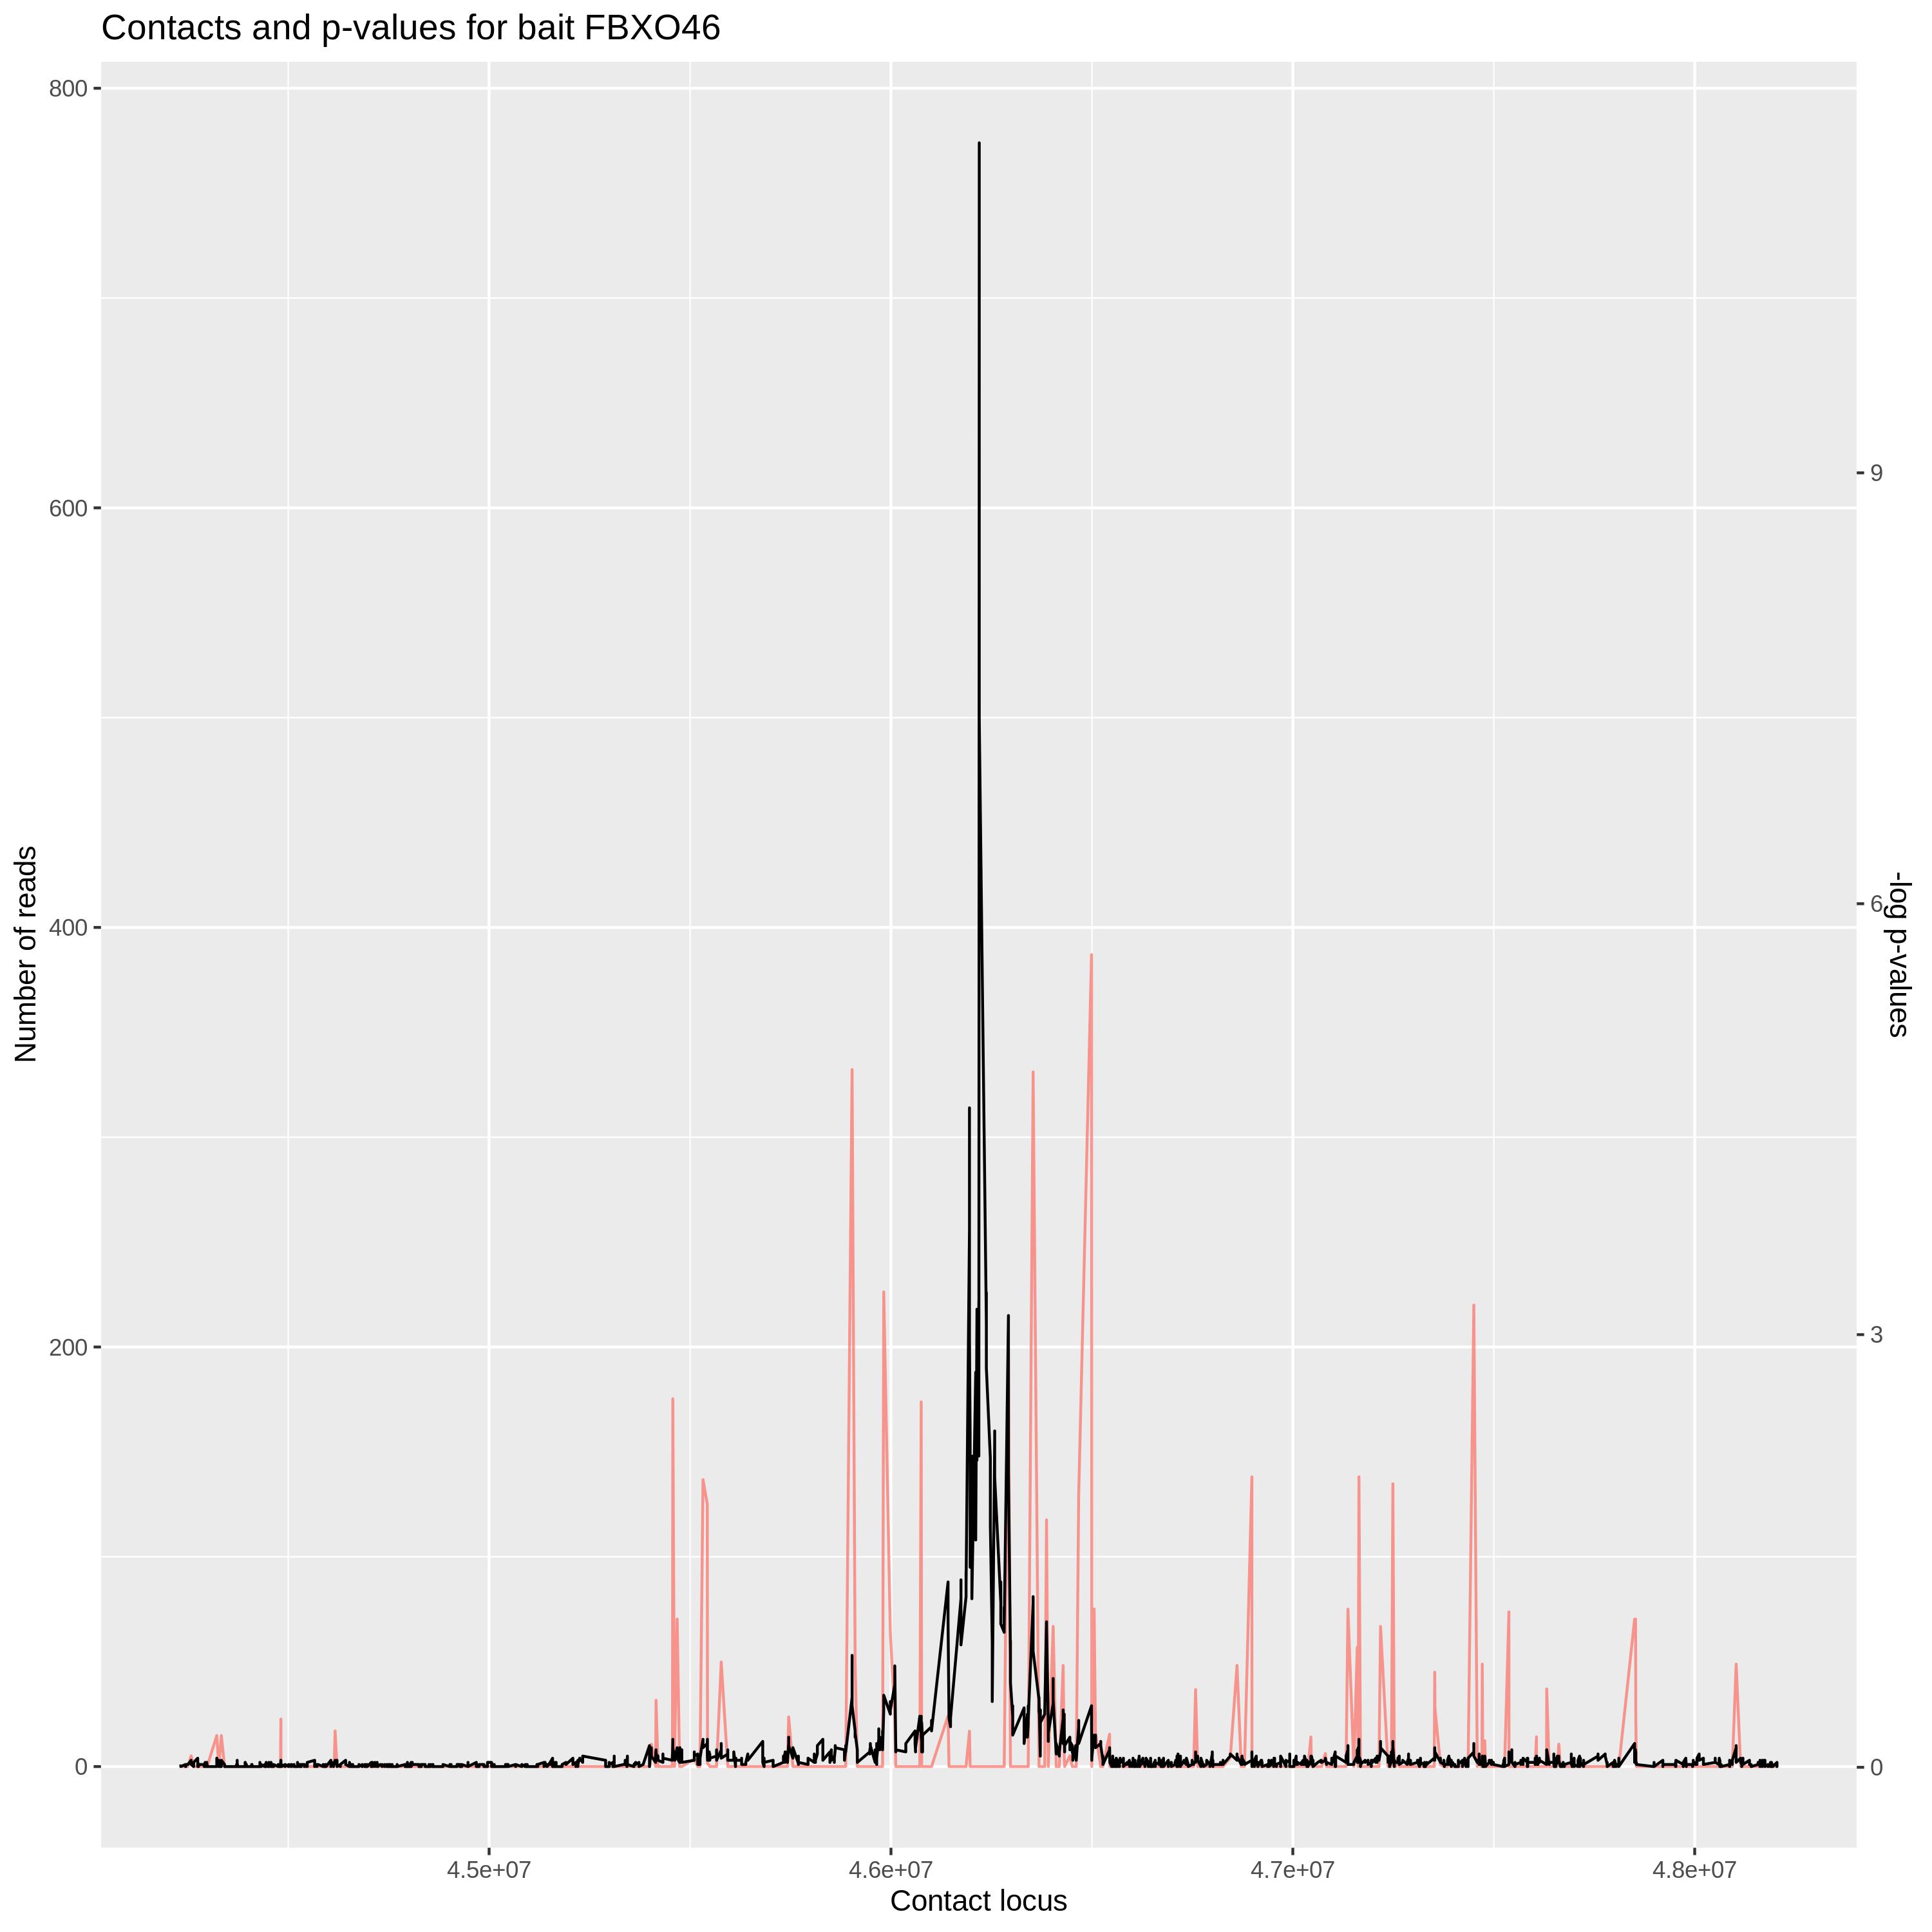 Contacts and p-values for bait FBXO46
800
600
400
200
0
Number of reads
9
6
3
0
-log p-values
4.5e+07
4.6e+07
4.7e+07
4.8e+07
Contact locus